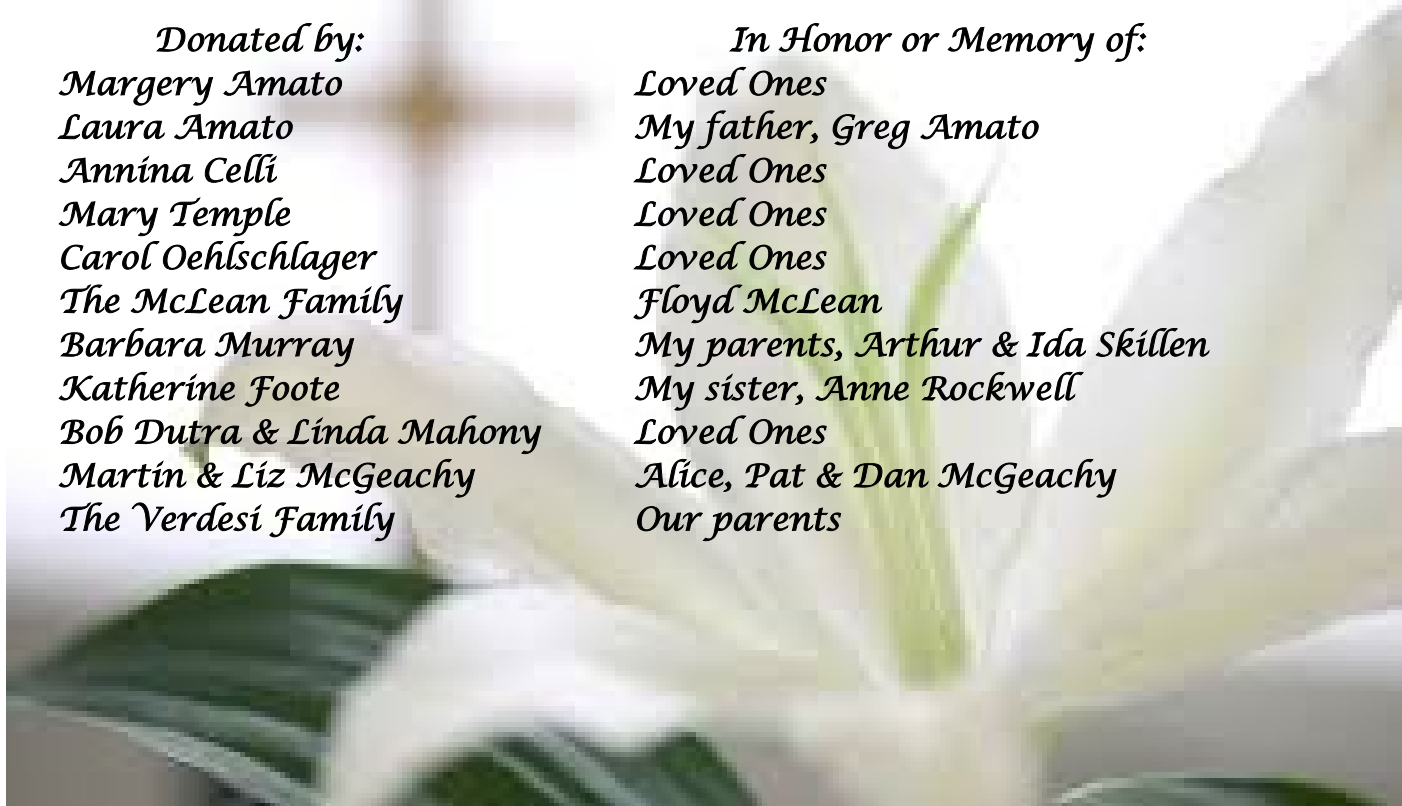 Donated by: In Honor or Memory of:
Margery Amato Loved Ones
Laura Amato My father, Greg Amato
Annina Celli Loved Ones
Mary Temple Loved Ones
Carol Oehlschlager Loved Ones
The McLean Family Floyd McLean
Barbara Murray My parents, Arthur & Ida Skillen
Katherine Foote My sister, Anne Rockwell
Bob Dutra & Linda Mahony Loved Ones
Martin & Liz McGeachy Alice, Pat & Dan McGeachy
The Verdesi Family Our parents